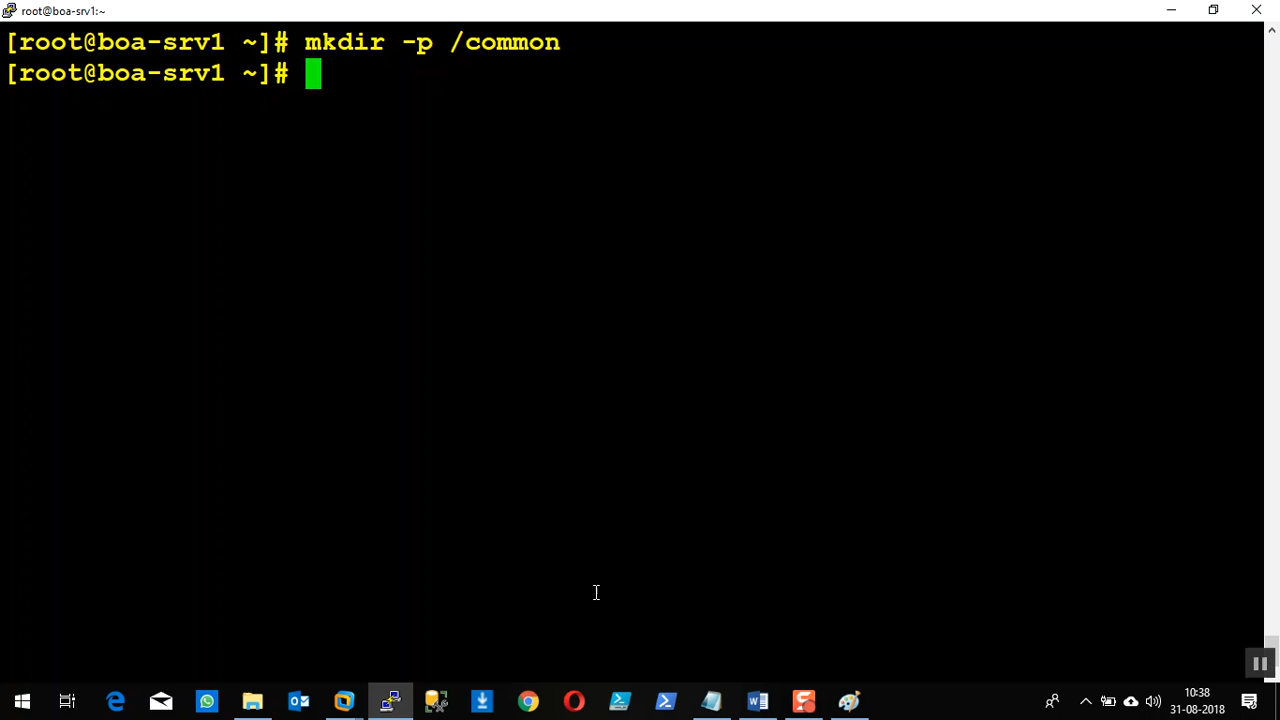 root@boa-srv1:~
[root@boa-srv1 ~]# mkdir -p /common
[root@boa-srv1 ~]#
10:38
31-08-2018